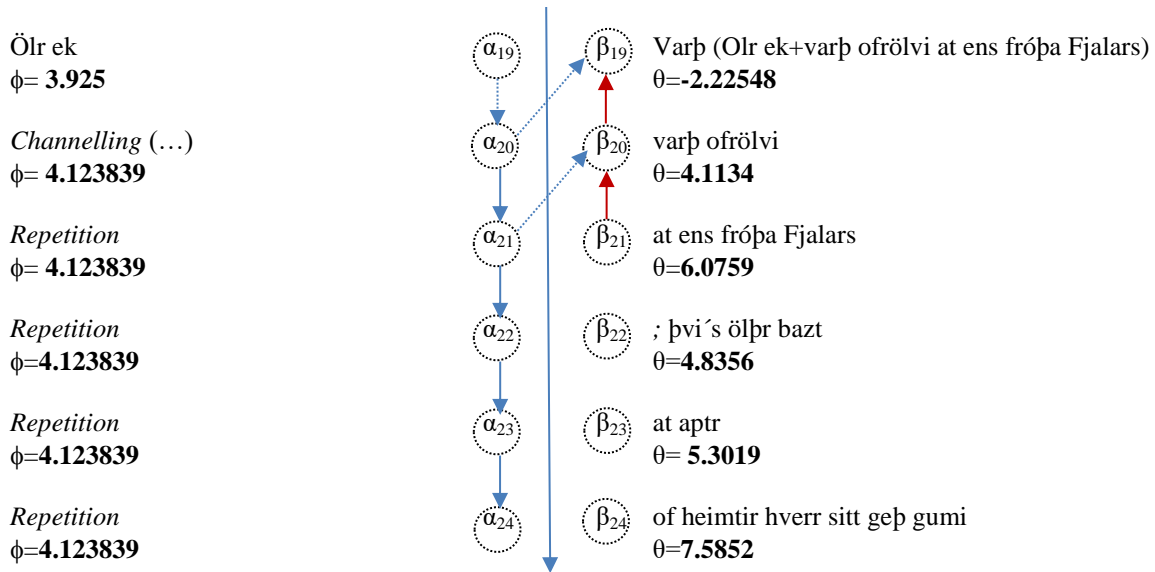 Ölr ek α19 β19 Varþ (Olr ek+varþ ofrölvi at ens fróþa Fjalars)
ϕ= 3.925 θ=-2.22548
Channelling (…) α20 β20 varþ ofrölvi
ϕ= 4.123839 θ=4.1134
Repetition α21 β21 at ens fróþa Fjalars
ϕ= 4.123839 θ=6.0759
Repetition α22 β22 ; þvi´s ölþr bazt
ϕ=4.123839 θ=4.8356
Repetition α23 β23 at aptr
ϕ=4.123839 θ= 5.3019
Repetition α24 β24 of heimtir hverr sitt geþ gumi
ϕ=4.123839 θ=7.5852